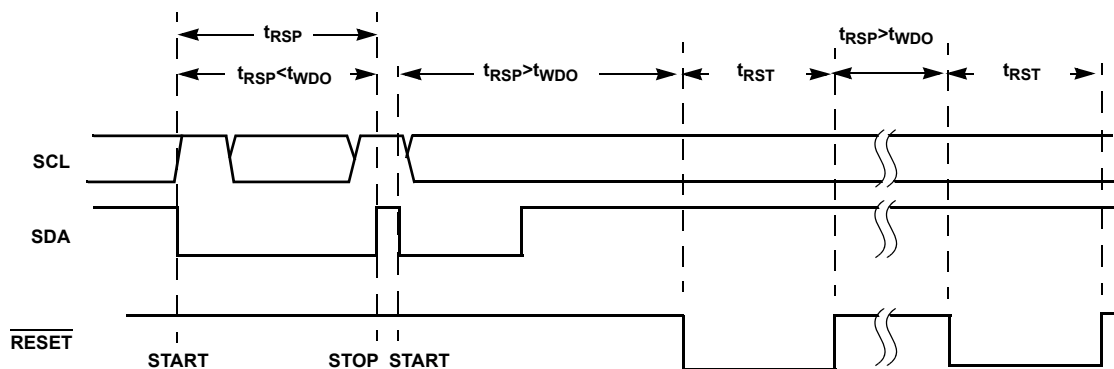 tRSP
tRSP<tWDO
tRSP>tWDO
tRST
tRSP>tWDO
tRST
SCL
SDA
RESET
START
STOP
START